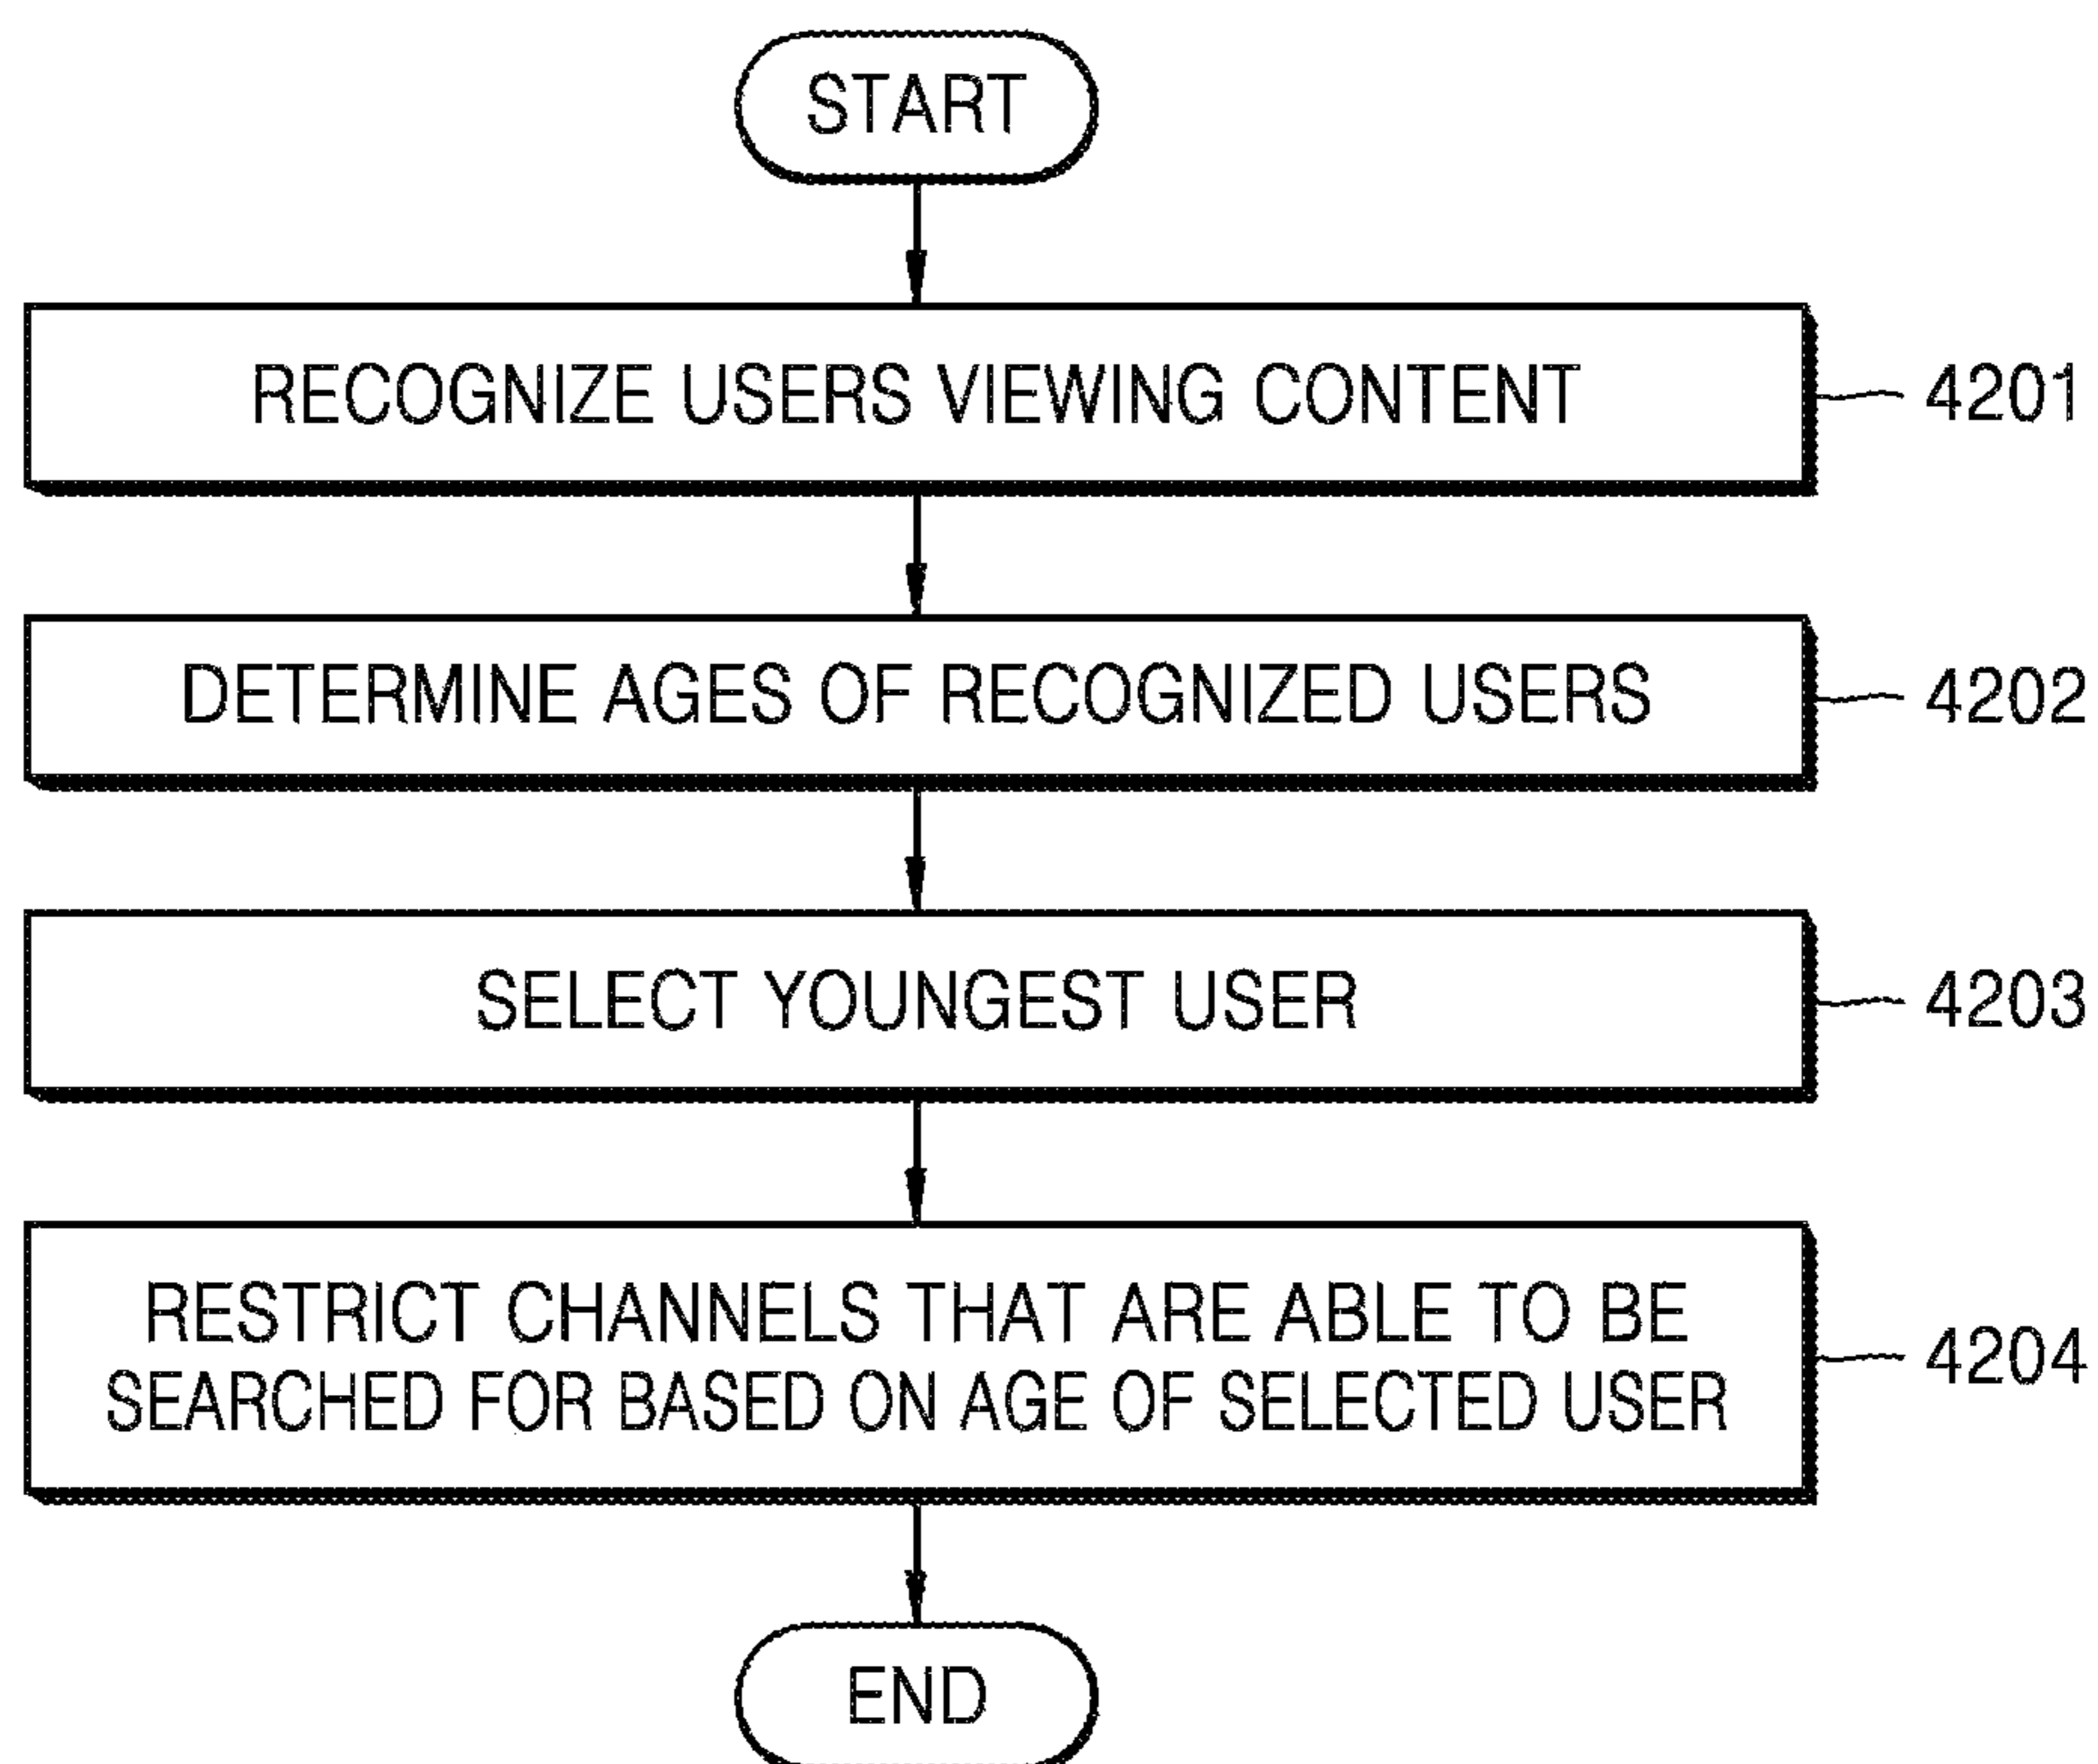 START
RECOGNIZE USERS VIEWING CONTENT
4201
DETERMINE AGES OF RECOGNIZED USERS
4202
SELECT YOUNGEST USER
4203
RESTRICT CHANNELS THAT ARE ABLE TO BE
SEARCHED FOR BASED ON AGE OF SELECTED USER
4204
END